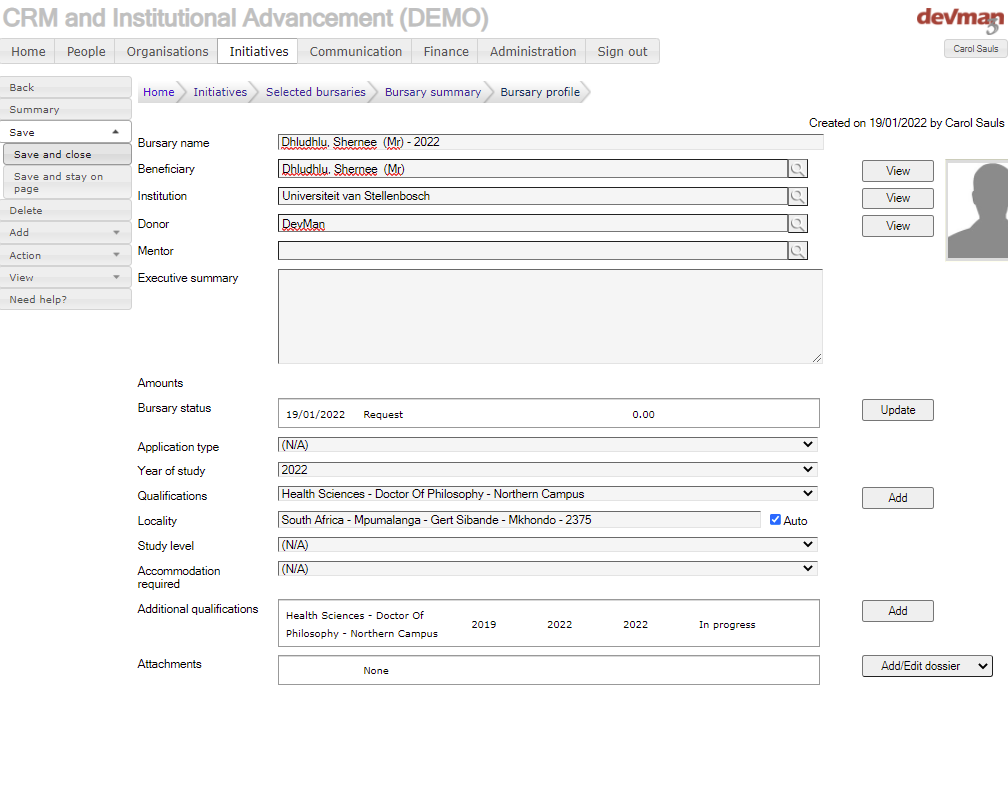 CRM and Institutional Advancement (DEMO)
devman
5
Home People Organisations Initiatives Communication Finance Administration Sign out
Carol Sauls
Back
Summary
Save
Save and close
Save and stay on
page
Delete
Add
Action
View
Need help?
Home Initiatives Selected bursaries Bursary summary Bursary profile
Created on 19/01/2022 by Carol Sauls
Bursary name Dhludhlu, Shernee (Mr) - 2022
Beneficiary Dhludhlu, Shernee (Mr) View
Institution Universiteit van Stellenbosch View
Donor DevMan View
Mentor
Executive summary
Amounts
Bursary status 19/01/2022 Request 0.00 Update
Application type (N/A)
Year of study 2022
Qualifications Health Sciences - Doctor Of Philosophy - Northern Campus Add
Locality South Africa - Mpumalanga - Gert Sibande - Mkhondo - 2375 Auto
Study level (N/A)
Accommodation (N/A)
required
Additional qualifications Health Sciences - Doctor Of
Philosophy - Northern Campus 2019 2022 2022 In progress Add
Attachments None Add/Edit dossier